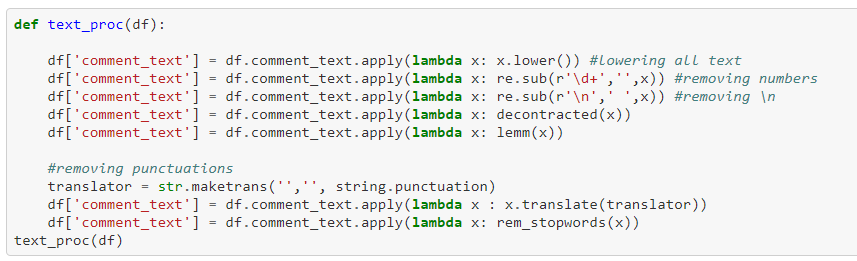 def text_proc(df):
    df['comment_text'] = df.comment_text.apply(lambda x: x.lower()) #lowering all text
    df['comment_text'] = df.comment_text.apply(lambda x: re.sub(r'\d+','',x)) #removing numbers
    df['comment_text'] = df.comment_text.apply(lambda x: re.sub(r'\n',' ',x)) #removing \n
    df['comment_text'] = df.comment_text.apply(lambda x: decontracted(x))
    df['comment_text'] = df.comment_text.apply(lambda x: lemm(x))
    #removing punctuations
    translator = str.maketrans('','', string.punctuation)
    df['comment_text'] = df.comment_text.apply(lambda x : x.translate(translator))
    df['comment_text'] = df.comment_text.apply(lambda x: rem_stopwords(x))
text_proc(df)